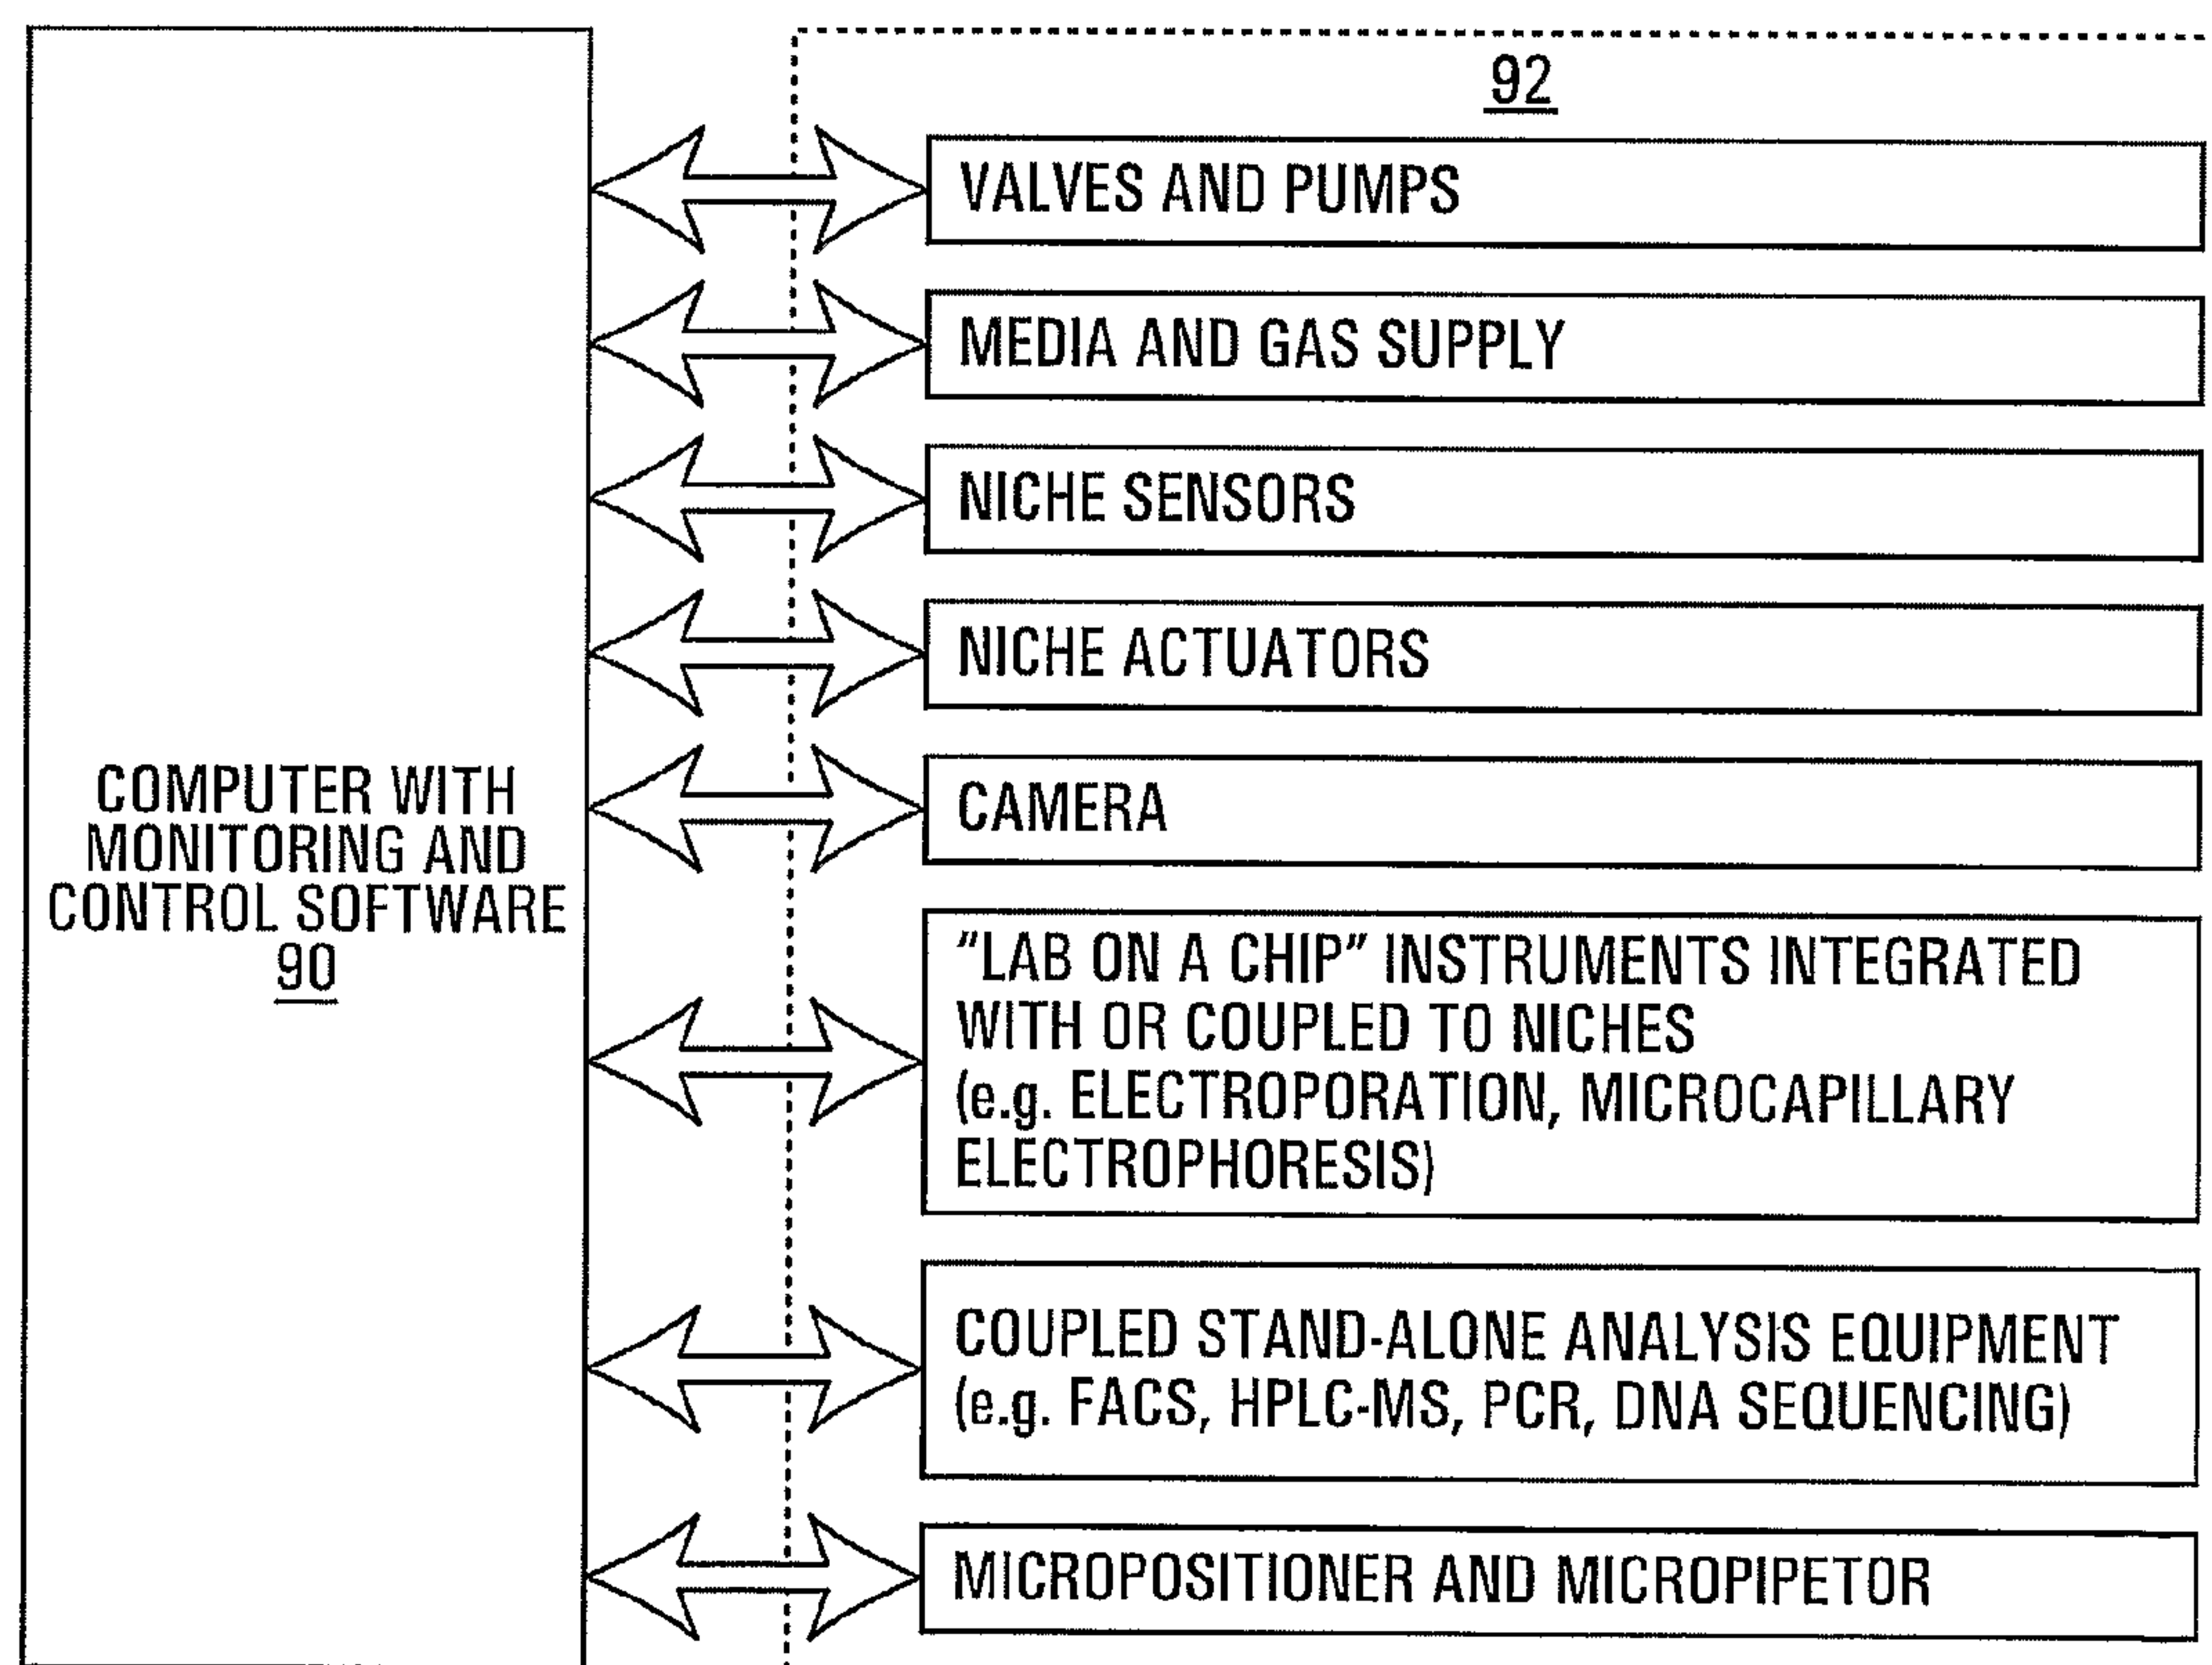 92
VALVES AND PUMPS
MEDIA AND GAS SUPPLY
NICHE SENSORS
NICHE ACTUATORS
CAMERA
COMPUTER WITH
MONITORING AND
CONTROL SOFTWARE
90
"LAB ON A CHIP" INSTRUMENTS INTEGRATED
WITH OR COUPLED TO NICHES
(e.g. ELECTROPORATION, MICROCAPILLARY
ELECTROPHORESIS)
COUPLED STAND-ALONE ANALYSIS EQUIPMENT
(e.g. FACS, HPLC-MS, PCR, DNA SEQUENCING)
MICROPOSITIONER AND MICROPIPETOR